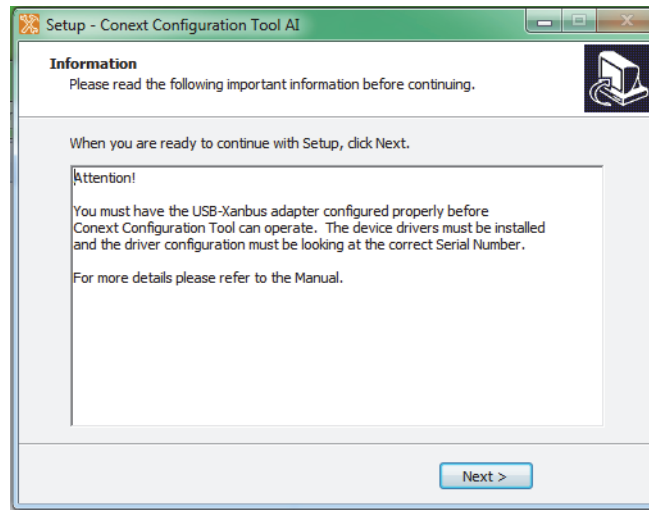 Setup - Conext Configuration Tool AI
Information
Please read the following important information before continuing.
When you are ready to continue with Setup, click Next.
Attention!
You must have the USB-Xanbus adapter configured properly before
Conext Configuration Tool can operate.  The device drivers must be installed
and the driver configuration must be looking at the correct Serial Number.
For more details please refer to the Manual.
Next >